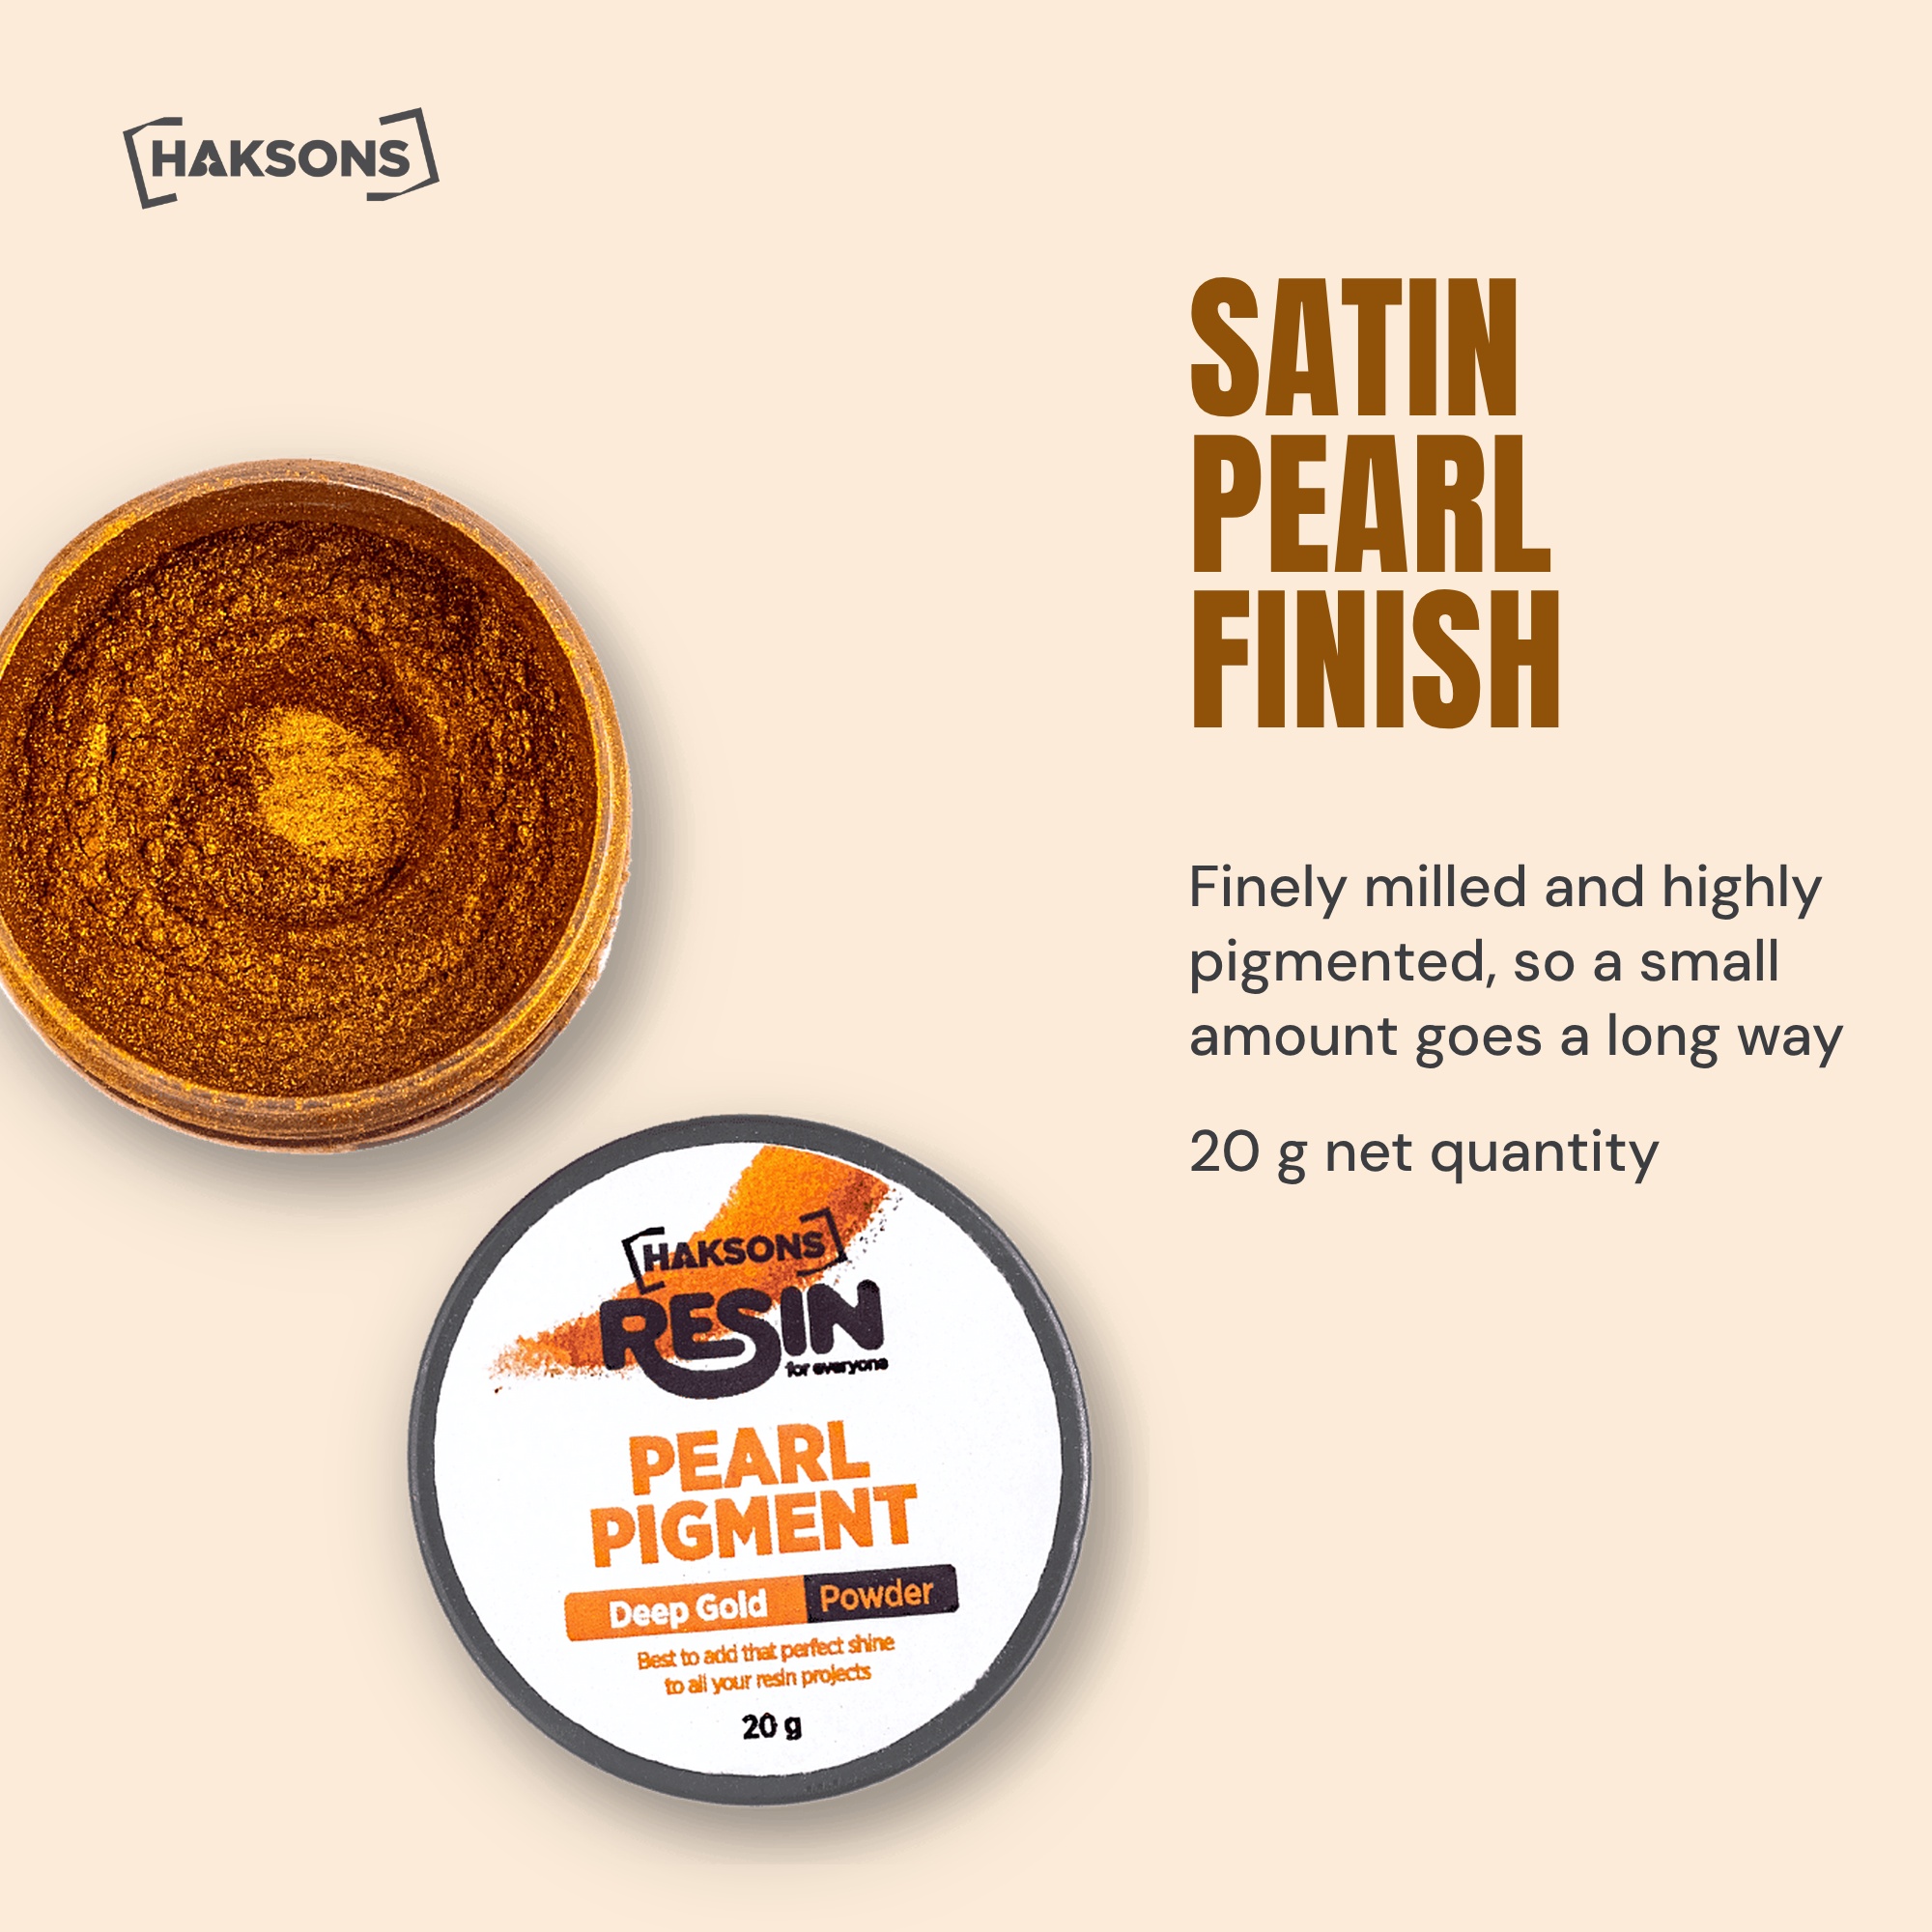 HAKSONS
SATIN
PEARL
FINISH
Finely milled and highly
pigmented, so a small
amount goes a long way
20 g net quantity
HAKSONS
RESIN
for everyone
PEARL
PIGMENT
Deep Gold Powder
Best to add that perfect shine
to all your resin projects
20 g